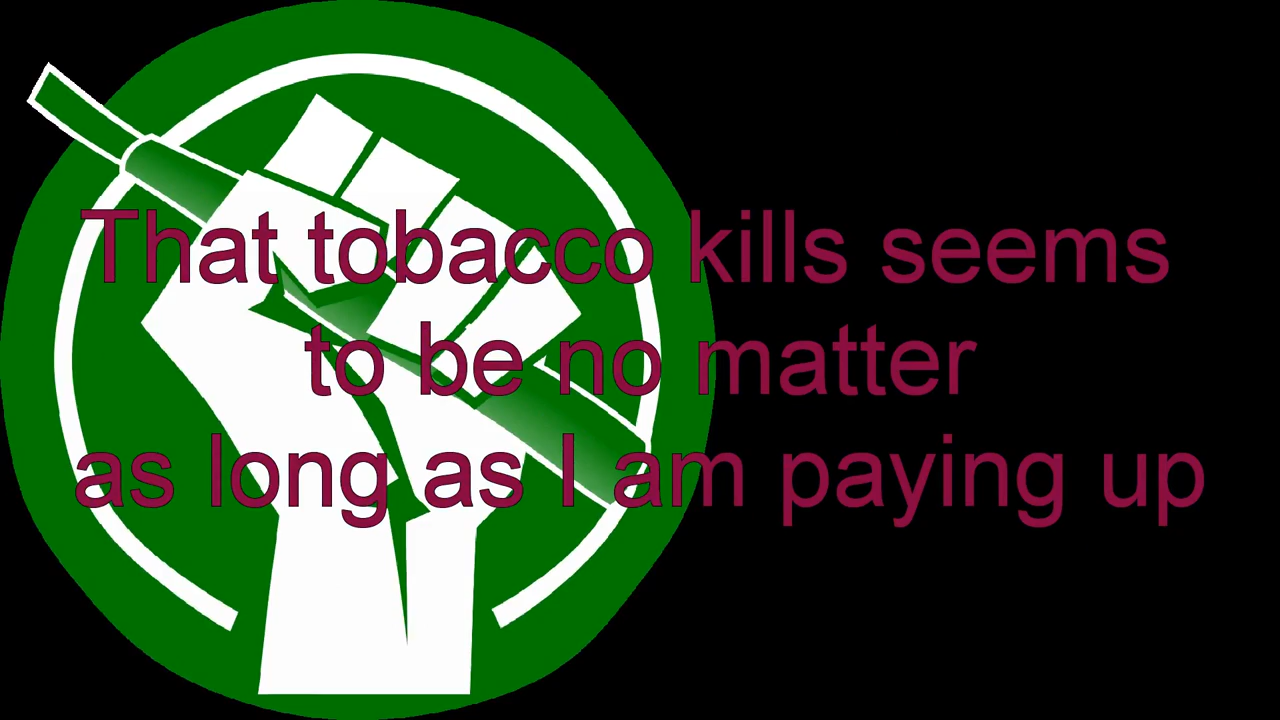 That tobacco kills seems
to be no matter
as long as I am paying up